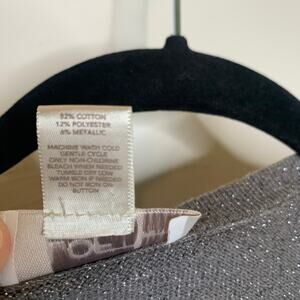 82% COTTON
12% POLYESTER
6% METALLIC
MACHINE WASH COLD
GENTLE CYCLE
ONLY NON-CHLORINE
BLEACH WHEN NEEDED
TUMBLE DRY LOW
WARM IRON IF NEEDED
DO NOT IRON ON
BUTTON